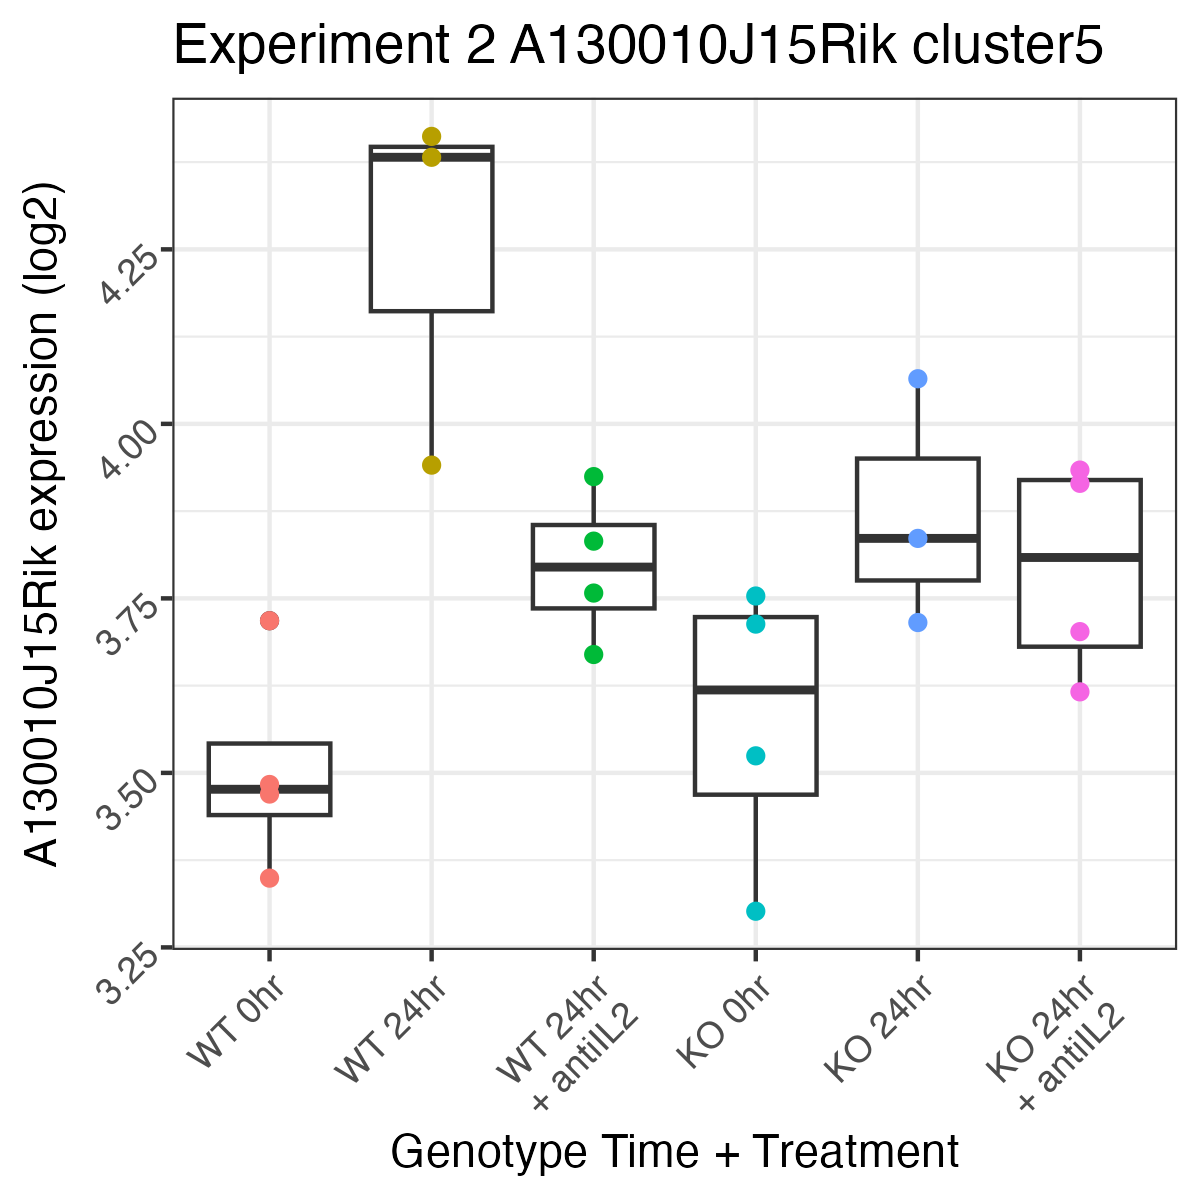 Experiment 2 A130010J15Rik cluster5
A130010J15Rik expression (log2)
4.25
4.00
3.75
3.50
3.25
WT 0hr
WT 24hr
WT 24hr
+ antiIL2
KO 0hr
KO 24hr
KO 24hr
+ antiIL2
Genotype Time + Treatment